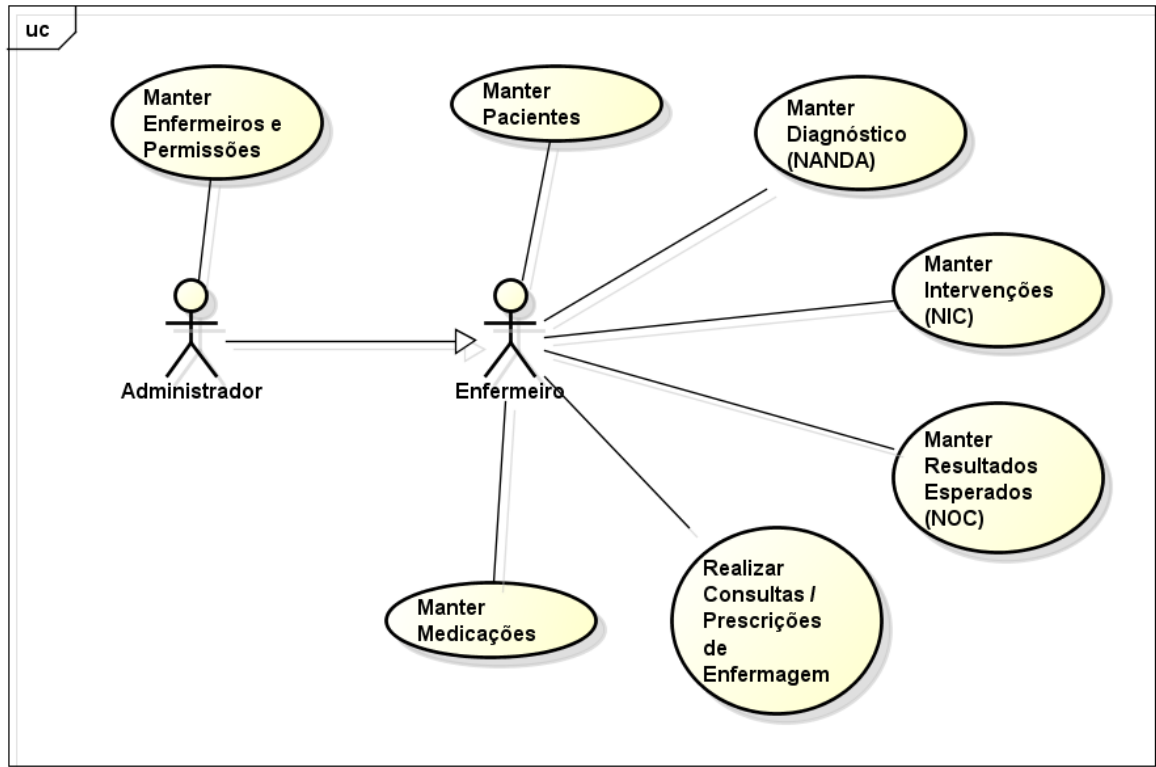 uc
Manter
Enfermeiros e
Permissões
Manter
Pacientes
Manter
Diagnóstico
(NANDA)
Manter
Intervenções
(NIC)
Administrador
Enfermeiro
Manter
Resultados
Esperados
(NOC)
Realizar
Consultas /
Prescrições
de
Enfermagem
Manter
Medicações